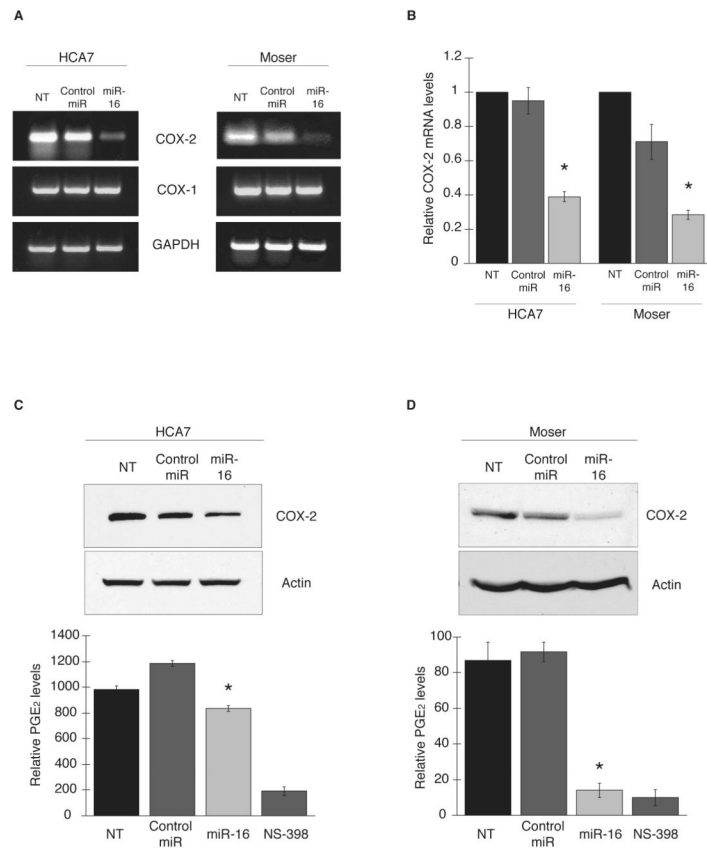 A
HCA7
Moser
NT
Control
miR
miR-
16
NT
Control
miR
miR-
16
COX-2
COX-1
GAPDH
B
Relative COX-2 mRNA levels
1.2
1
0.8
0.6
0.4
0.2
0
*
*
NT
Control
miR
miR-
16
NT
Control
miR
miR-
16
HCA7
Moser
C
HCA7
NT
Control
miR
miR-
16
COX-2
Actin
Relative PGE2 levels
1400
1200
1000
800
600
400
200
0
*
NT
Control
miR
miR-16
NS-398
D
Moser
NT
Control
miR
miR-
16
COX-2
Actin
Relative PGE2 levels
100
80
60
40
20
0
*
NT
Control
miR
miR-16
NS-398